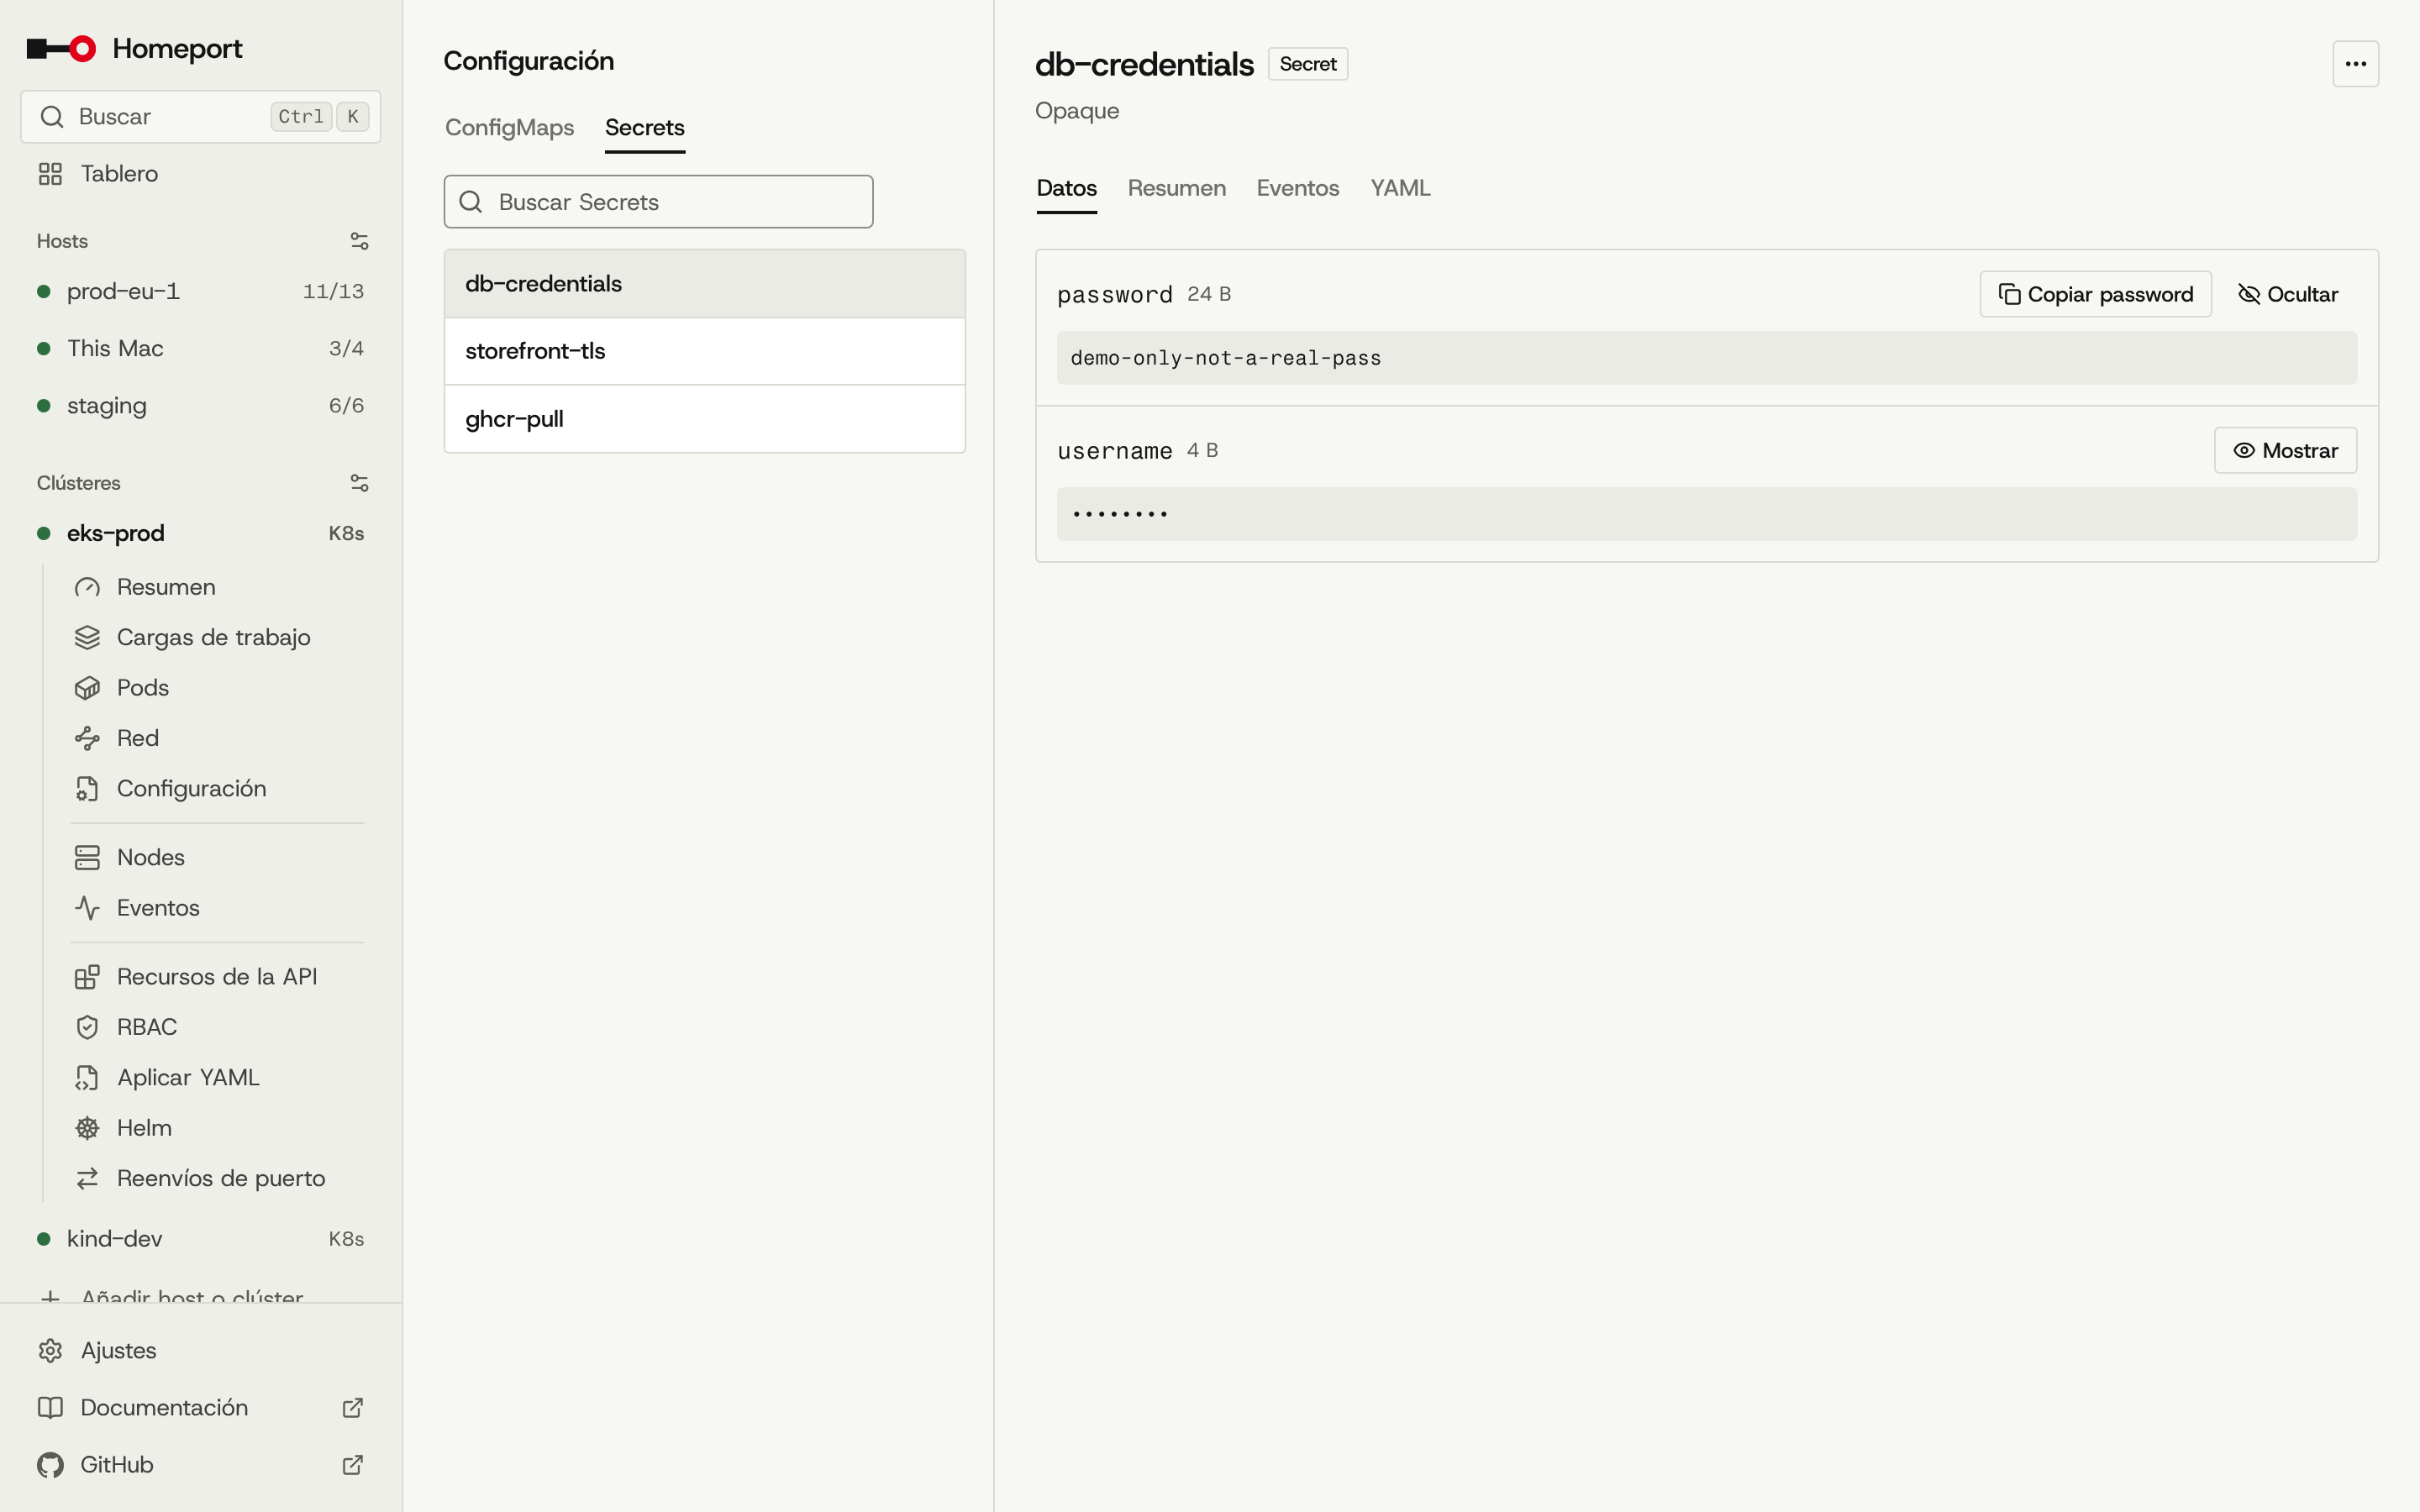 Homeport
Buscar Ctrl K
Tablero
Hosts
prod-eu-1 11/13
This Mac 3/4
staging 6/6
Clústeres
eks-prod K8s
Resumen
Cargas de trabajo
Pods
Red
Configuración
Nodes
Eventos
Recursos de la API
RBAC
Aplicar YAML
Helm
Reenvíos de puerto
kind-dev K8s
Añadir host o clúster
Ajustes
Documentación
GitHub
Configuración
ConfigMaps Secrets
Buscar Secrets
db-credentials
storefront-tls
ghcr-pull
db-credentials Secret
Opaque
Datos Resumen Eventos YAML
password 24 B Copiar password Ocultar
demo-only-not-a-real-pass
username 4 B Mostrar
••••••••